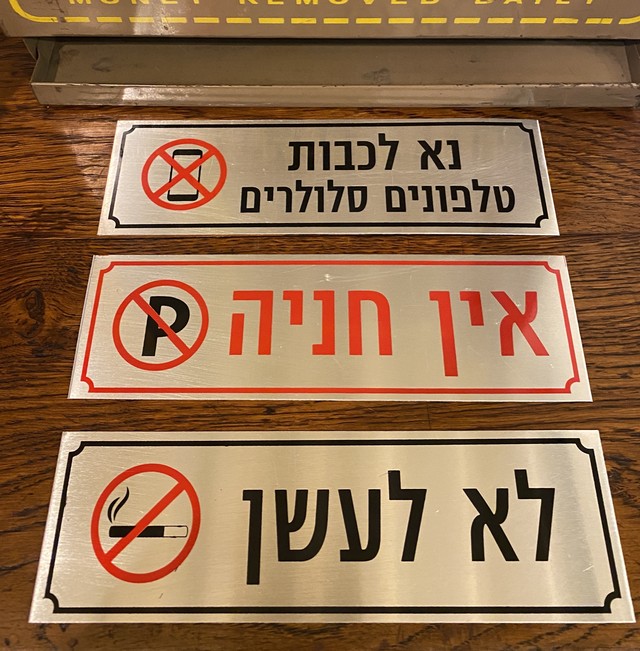 MONEY REMOVED DAILY
נא לכבות
טלפונים סלולרים
אין חניה
P
לא לעשן